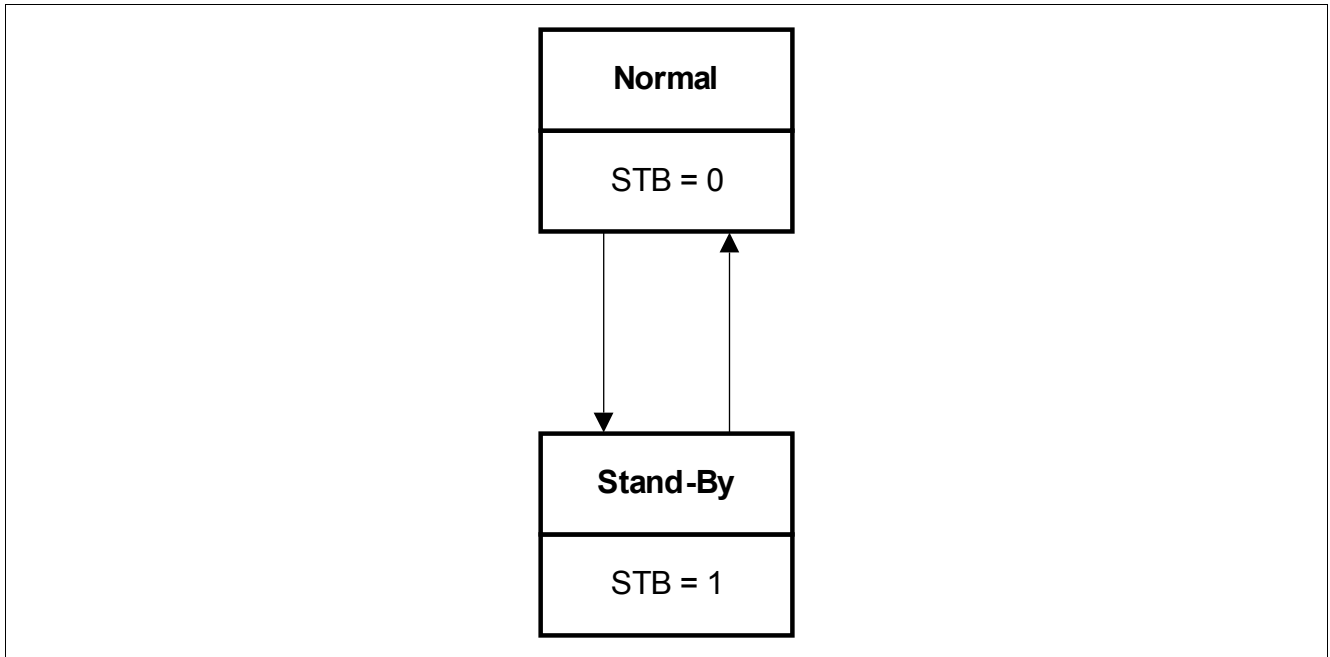 Normal
STB = 0
Stand-By
STB = 1